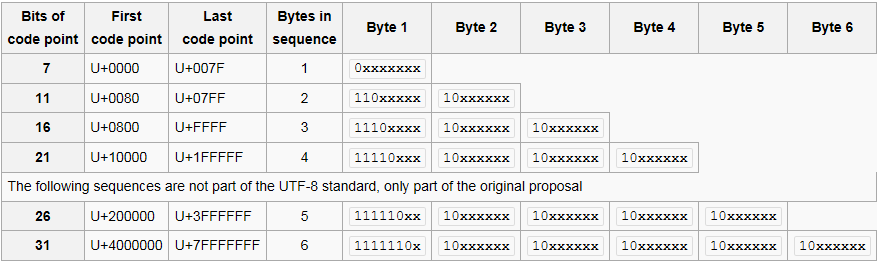 Bits of code point First code point Last code point Bytes in sequence Byte 1 Byte 2 Byte 3 Byte 4 Byte 5 Byte 6
7 U+0000 U+007F 1 0xxxxxxx
11 U+0080 U+07FF 2 110xxxxx 10xxxxxx
16 U+0800 U+FFFF 3 1110xxxx 10xxxxxx 10xxxxxx
21 U+10000 U+1FFFFF 4 11110xxx 10xxxxxx 10xxxxxx 10xxxxxx
The following sequences are not part of the UTF-8 standard, only part of the original proposal
26 U+200000 U+3FFFFFF 5 111110xx 10xxxxxx 10xxxxxx 10xxxxxx 10xxxxxx
31 U+4000000 U+7FFFFFFF 6 1111110x 10xxxxxx 10xxxxxx 10xxxxxx 10xxxxxx 10xxxxxx